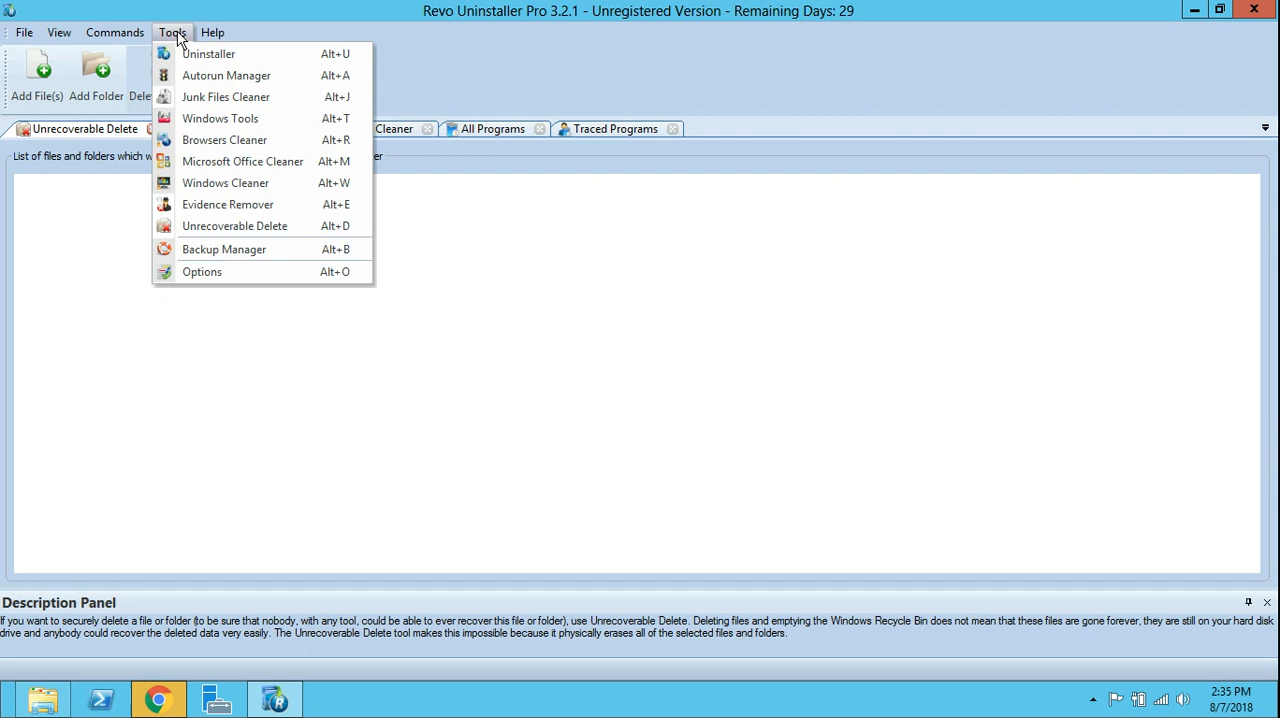 Revo Uninstaller Pro 3.2.1 - Unregistered Version - Remaining Days: 29
File View Commands Tools Help
Uninstaller Alt+U
Autorun Manager Alt+A
Junk Files Cleaner Alt+J
Windows Tools Alt+T
Browsers Cleaner Alt+R
Microsoft Office Cleaner Alt+M
Windows Cleaner Alt+W
Evidence Remover Alt+E
Unrecoverable Delete Alt+D
Backup Manager Alt+B
Options Alt+O
Add File(s) Add Folder Dele
Unrecoverable Delete Cleaner All Programs Traced Programs
List of files and folders which w er
Description Panel
If you want to securely delete a file or folder (to be sure that nobody, with any tool, could be able to ever recover this file or folder), use Unrecoverable Delete. Deleting files and emptying the Windows Recycle Bin does not mean that these files are gone forever, they are still on your hard disk
drive and anybody could recover the deleted data very easily. The Unrecoverable Delete tool makes this impossible because it physically erases all of the selected files and folders.
2:35 PM
8/7/2018